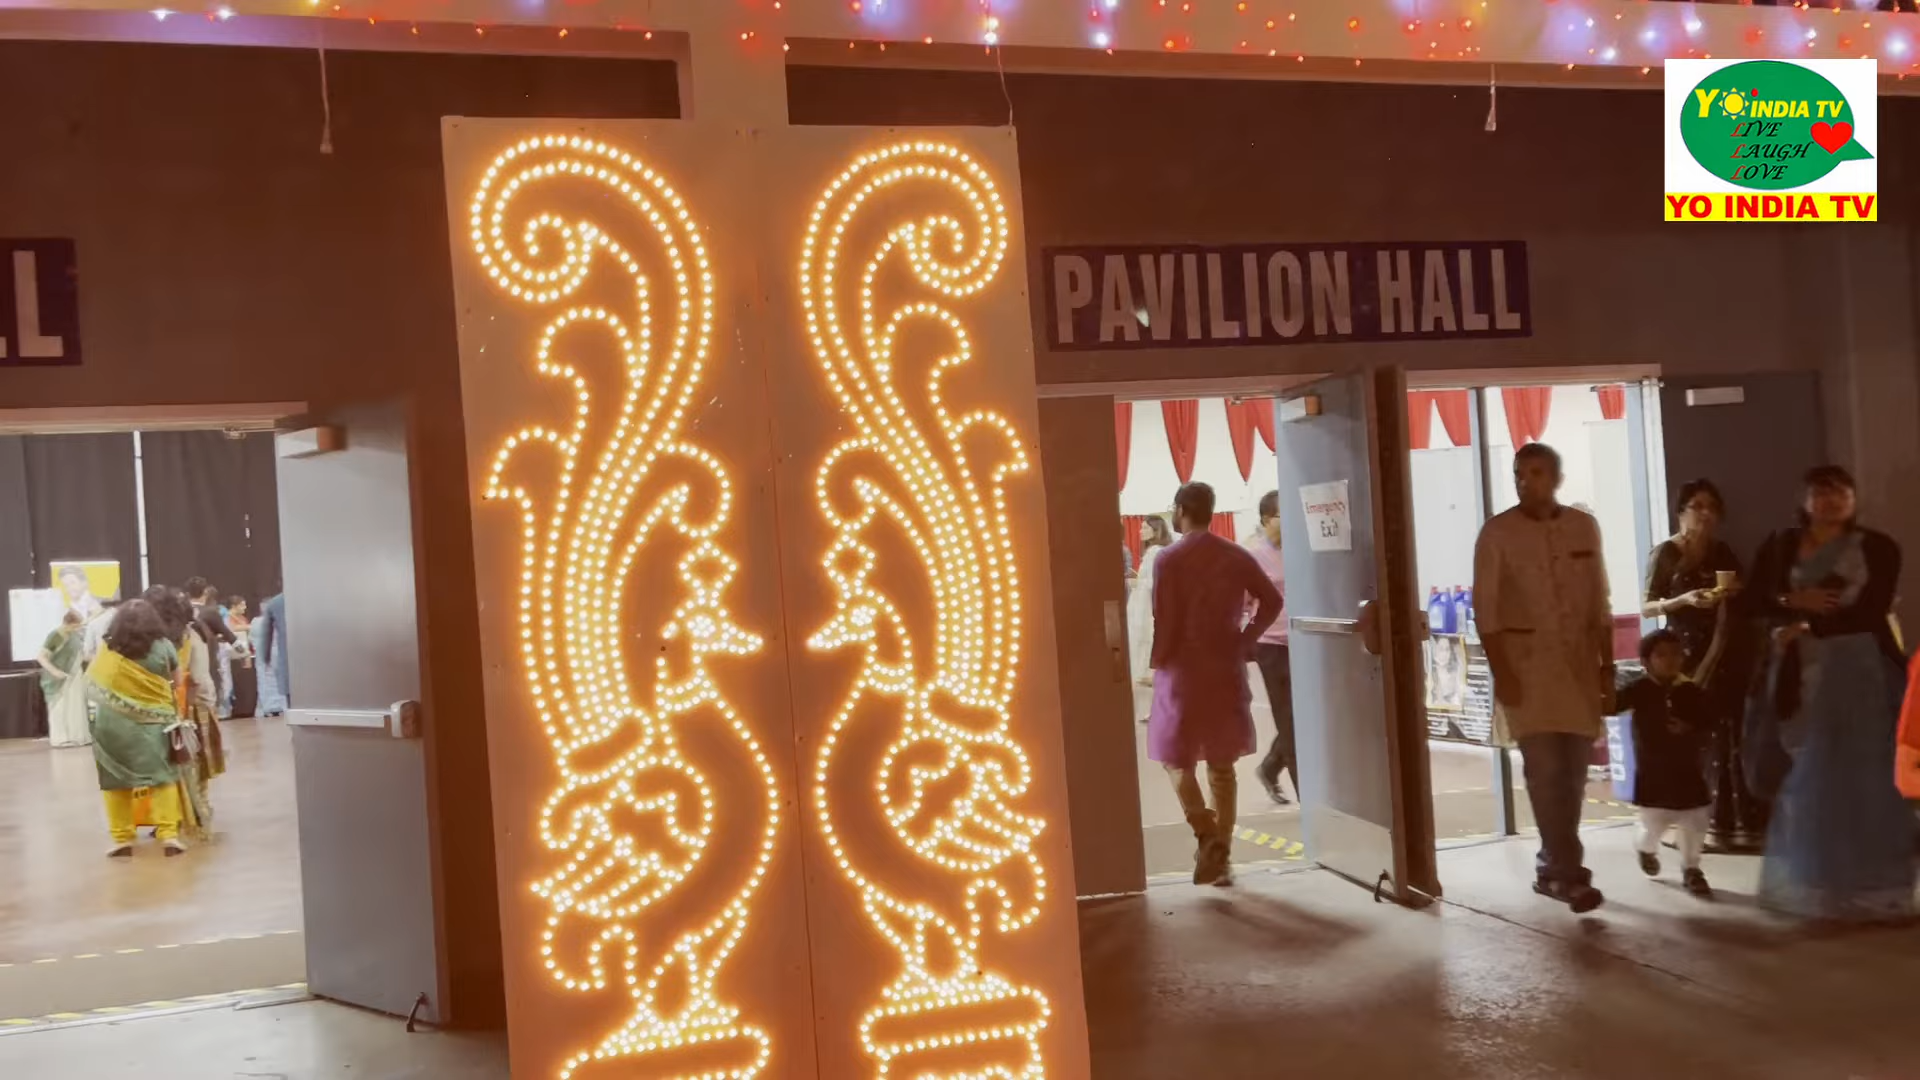 YO INDIA TV
LIVE
LAUGH
LOVE
YO INDIA TV
LL
PAVILION HALL
Emergency
Exit